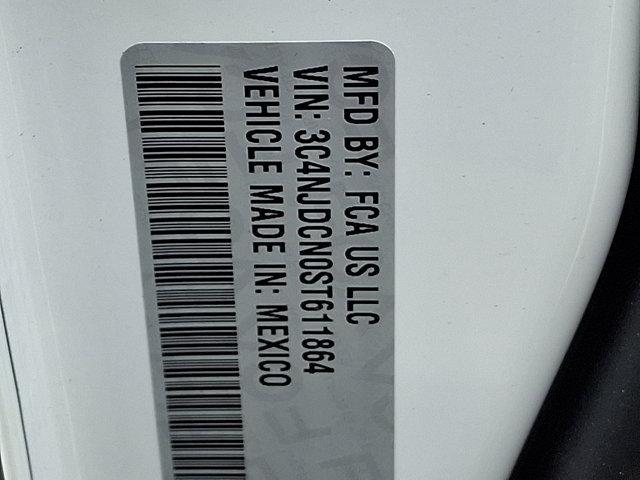 MFD BY: FCA US LLC
VIN: 3C4NJDCN0ST611864
VEHICLE MADE IN: MEXICO